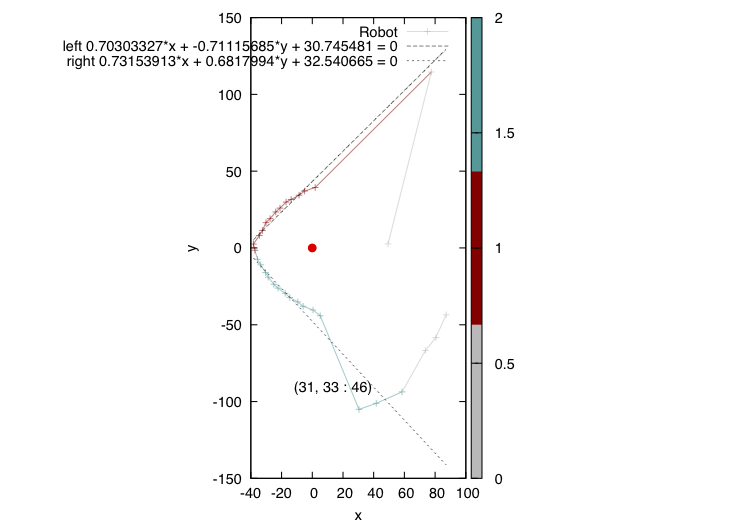 Robot
left 0.70303327*x + -0.71115685*y + 30.745481 = 0
right 0.73153913*x + 0.6817994*y + 32.540665 = 0
150
100
50
0
-50
-100
-150
y
-40 -20 0 20 40 60 80 100
x
(31, 33 : 46)
2
1.5
1
0.5
0